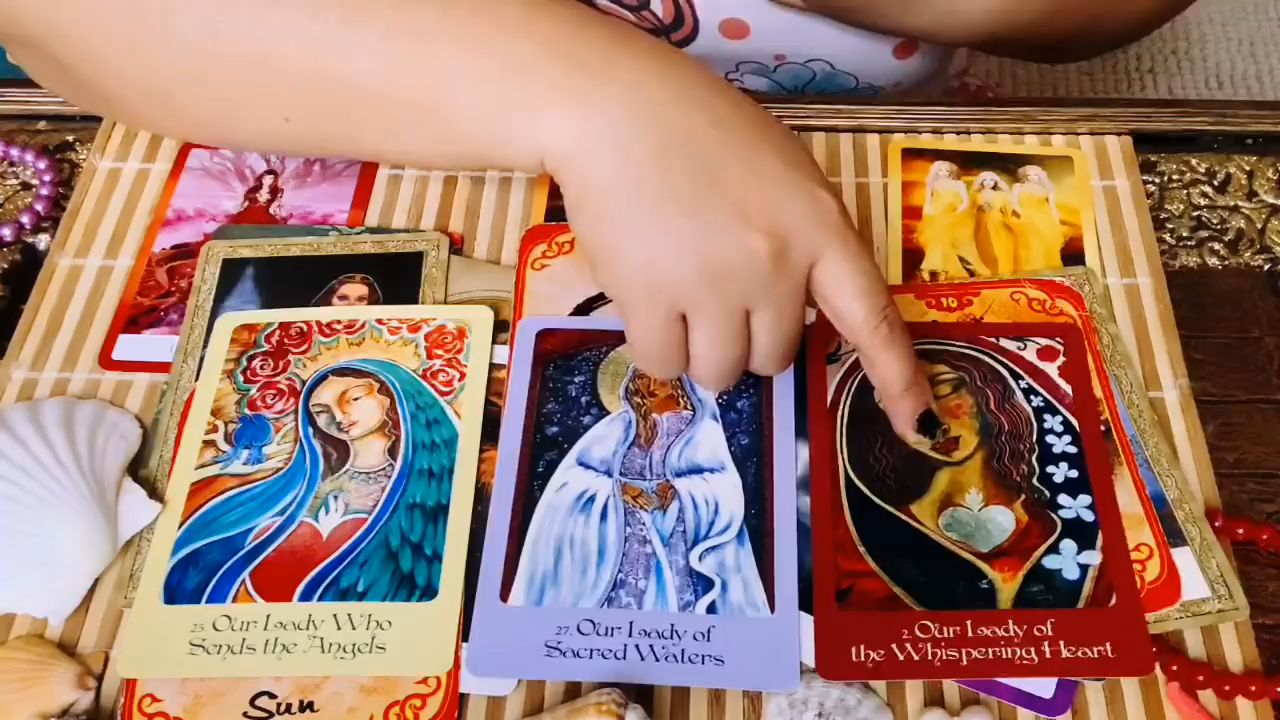 10
25. Our Lady Who
Sends the Angels
27. Our Lady of
Sacred Waters
2. Our Lady of
the Whispering Heart
Sun